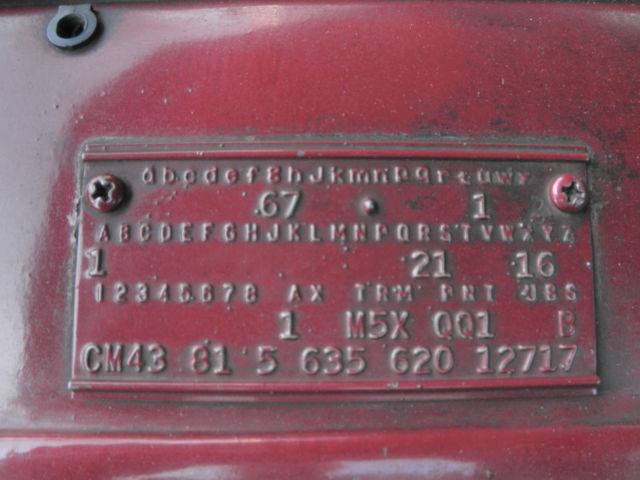 abcdefghJkmnpqrtuwy
67 1
ABCDEFGHJKLMNPQRSTVWXYZ
1 21 16
12345678 AX TRM PNT UBS
1 M5X QQ1 B
CM43 81 5 635 620 12717